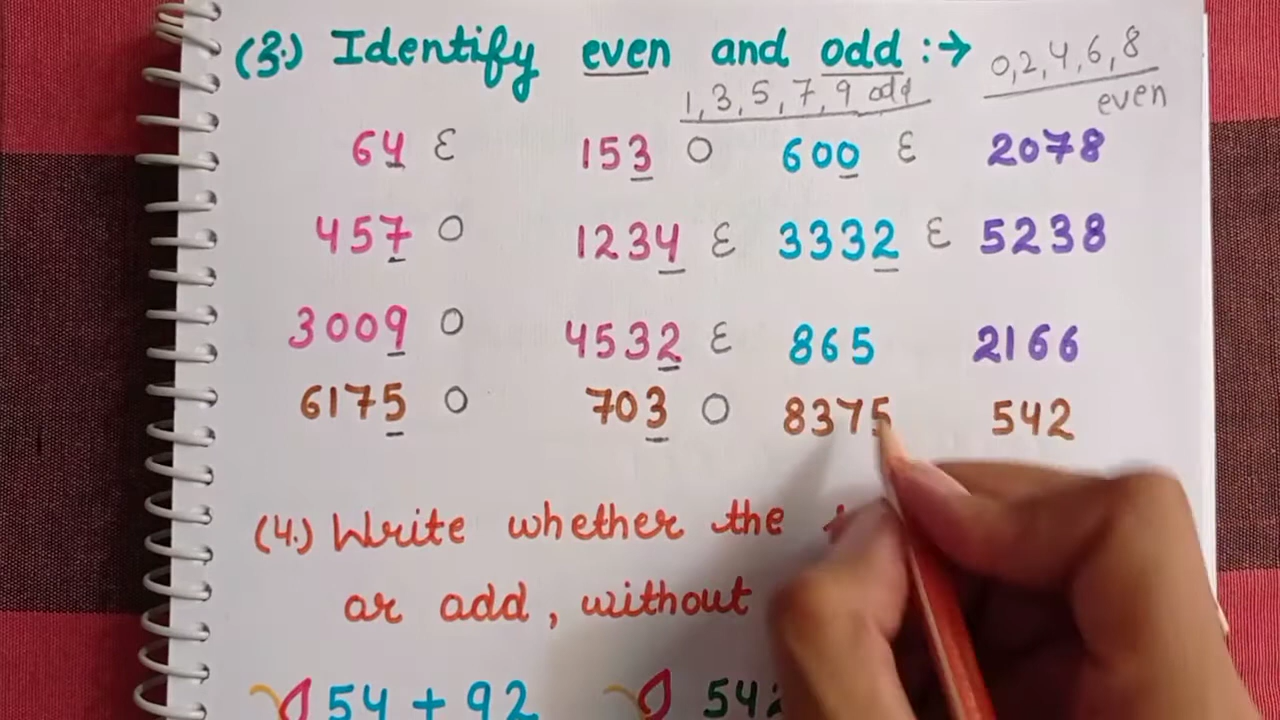 (3.) Identify even and odd :→ 0,2,4,6,8
1,3,5,7,9 odd even
64 E 153 O 600 E 2078
457 O 1234 E 3332 E 5238
3009 O 4532 E 865 2166
6175 O 703 O 8375 542
(4.) Write whether the
or add, without
54 + 92 542